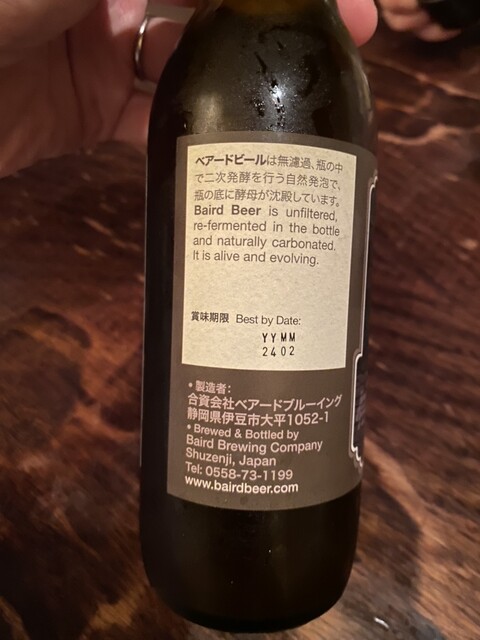 ベアードビールは無濾過、瓶の中
で二次発酵を行う自然発泡で、
瓶の底に酵母が沈殿しています。
Baird Beer is unfiltered,
re-fermented in the bottle
and naturally carbonated.
It is alive and evolving.
賞味期限 Best by Date:
YYMM
2402
• 製造者:
合資会社ベアードブルーイング
静岡県伊豆市大平1052-1
• Brewed & Bottled by
Baird Brewing Company
Shuzenji, Japan
Tel: 0558-73-1199
www.bairdbeer.com